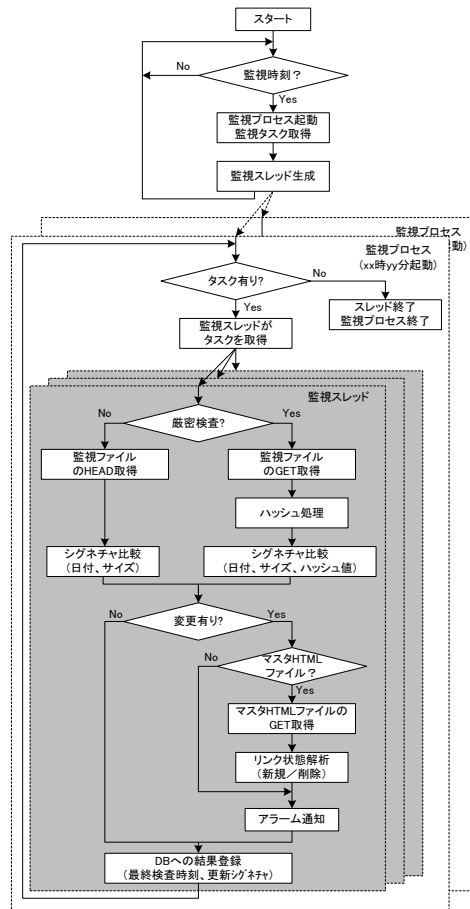 スタート
監視時刻？
No
Yes
監視プロセス起動
監視タスク取得
監視スレッド生成
監視プロセス
動)
監視プロセス
(xx時yy分起動)
タスク有り?
No
Yes
スレッド終了
監視プロセス終了
監視スレッドが
タスクを取得
監視スレッド
厳密検査?
No
Yes
監視ファイル
のHEAD取得
監視ファイル
のGET取得
ハッシュ処理
シグネチャ比較
(日付、サイズ)
シグネチャ比較
(日付、サイズ、ハッシュ値)
変更有り?
No
Yes
マスタHTML
ファイル？
No
Yes
マスタHTMLファイルの
GET取得
リンク状態解析
(新規／削除)
アラーム通知
DBへの結果登録
(最終検査時刻、更新シグネチャ)